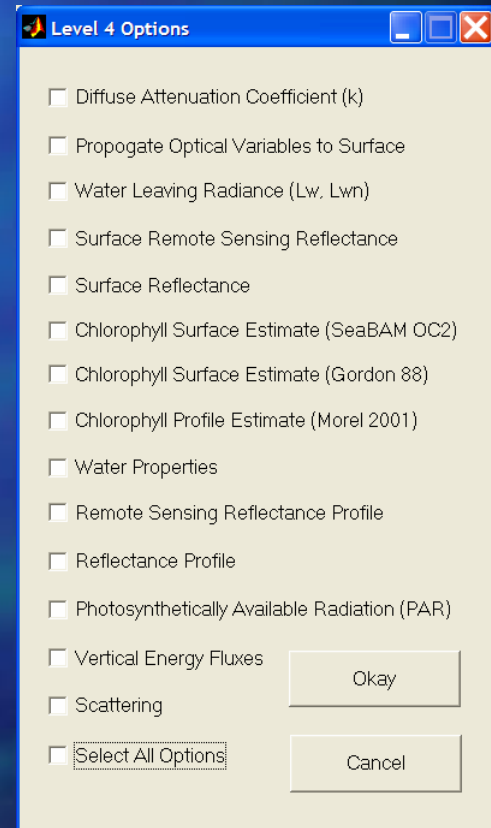 Level 4 Options
Diffuse Attenuation Coefficient (k)
Propogate Optical Variables to Surface
Water Leaving Radiance (Lw, Lwn)
Surface Remote Sensing Reflectance
Surface Reflectance
Chlorophyll Surface Estimate (SeaBAM OC2)
Chlorophyll Surface Estimate (Gordon 88)
Chlorophyll Profile Estimate (Morel 2001)
Water Properties
Remote Sensing Reflectance Profile
Reflectance Profile
Photosynthetically Available Radiation (PAR)
Vertical Energy Fluxes
Okay
Scattering
Select All Options
Cancel